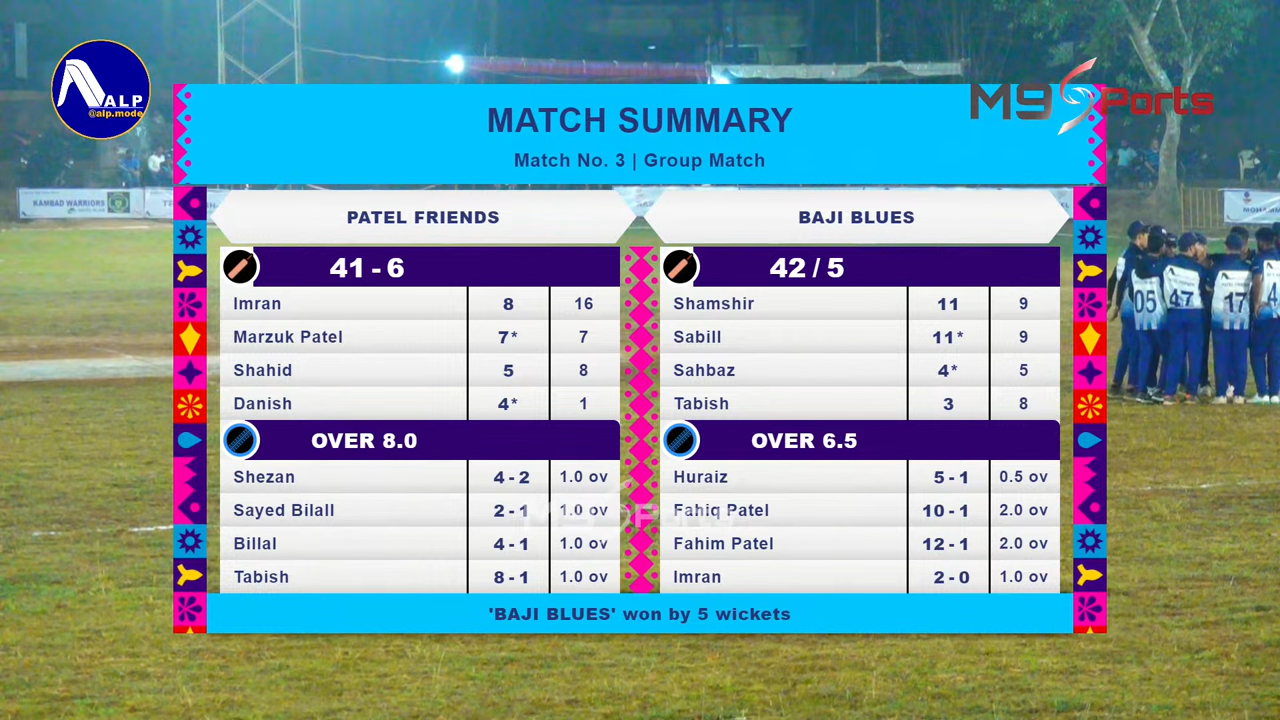 ALP
@alp.mode
M9 Sports
MATCH SUMMARY
Match No. 3 | Group Match
KAMBAD WARRIORS
PATEL FRIENDS
BAJI BLUES
41 - 6
42 / 5
Imran 8 16
Shamshir 11 9
Marzuk Patel 7* 7
Sabill 11* 9
Shahid 5 8
Sahbaz 4* 5
Danish 4* 1
Tabish 3 8
OVER 8.0
OVER 6.5
Shezan 4 - 2 1.0 ov
Huraiz 5 - 1 0.5 ov
Sayed Bilall 2 - 1 1.0 ov
Fahiq Patel 10 - 1 2.0 ov
Billal 4 - 1 1.0 ov
Fahim Patel 12 - 1 2.0 ov
Tabish 8 - 1 1.0 ov
Imran 2 - 0 1.0 ov
M9 Sports
'BAJI BLUES' won by 5 wickets
05
47
17
4